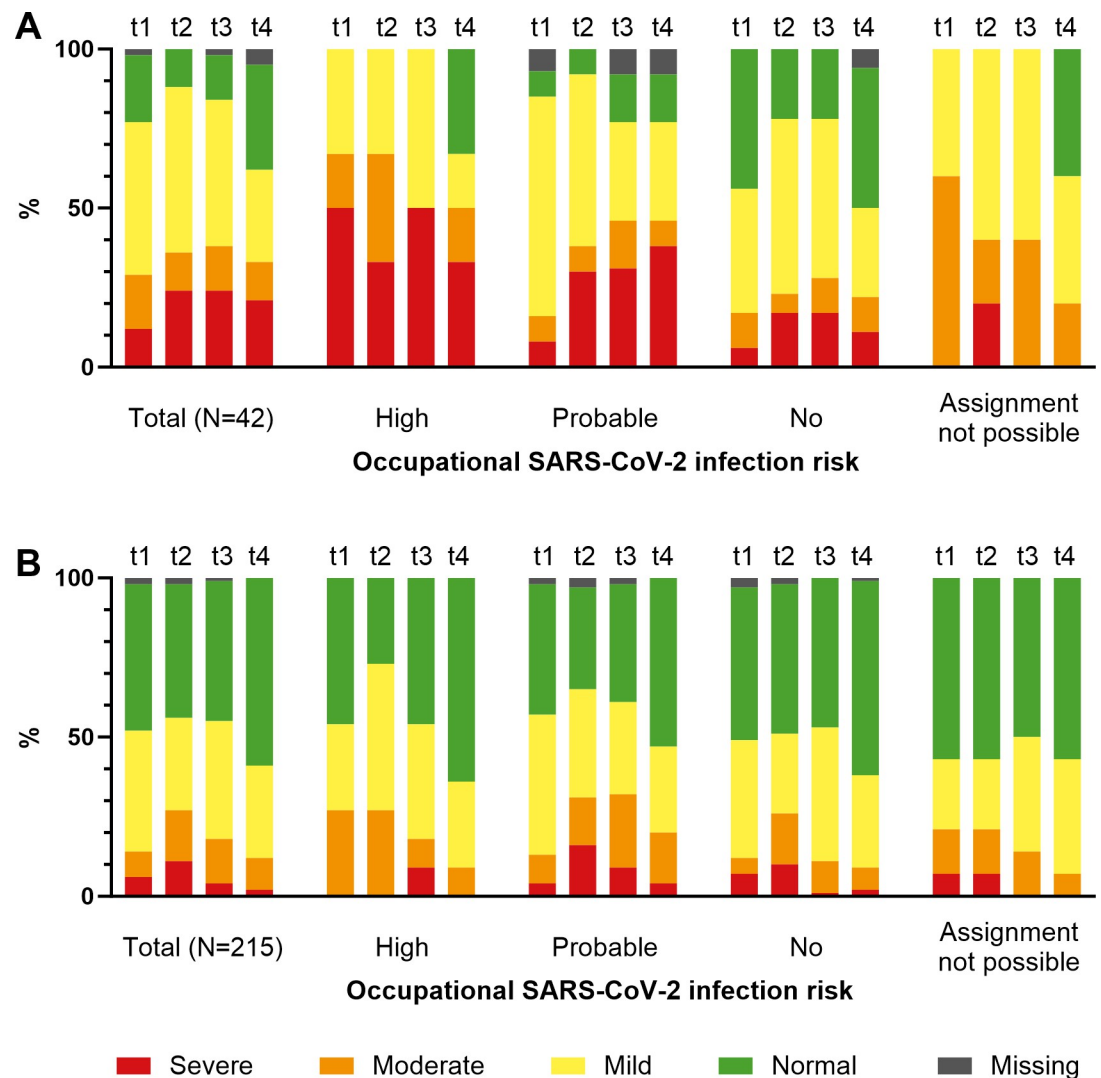 A
t1 t2 t3 t4 t1 t2 t3 t4 t1 t2 t3 t4 t1 t2 t3 t4 t1 t2 t3 t4
100
50
0
%
Total (N=42) High Probable No Assignment
not possible
Occupational SARS-CoV-2 infection risk
B
t1 t2 t3 t4 t1 t2 t3 t4 t1 t2 t3 t4 t1 t2 t3 t4 t1 t2 t3 t4
100
50
0
%
Total (N=215) High Probable No Assignment
not possible
Occupational SARS-CoV-2 infection risk
Severe Moderate Mild Normal Missing